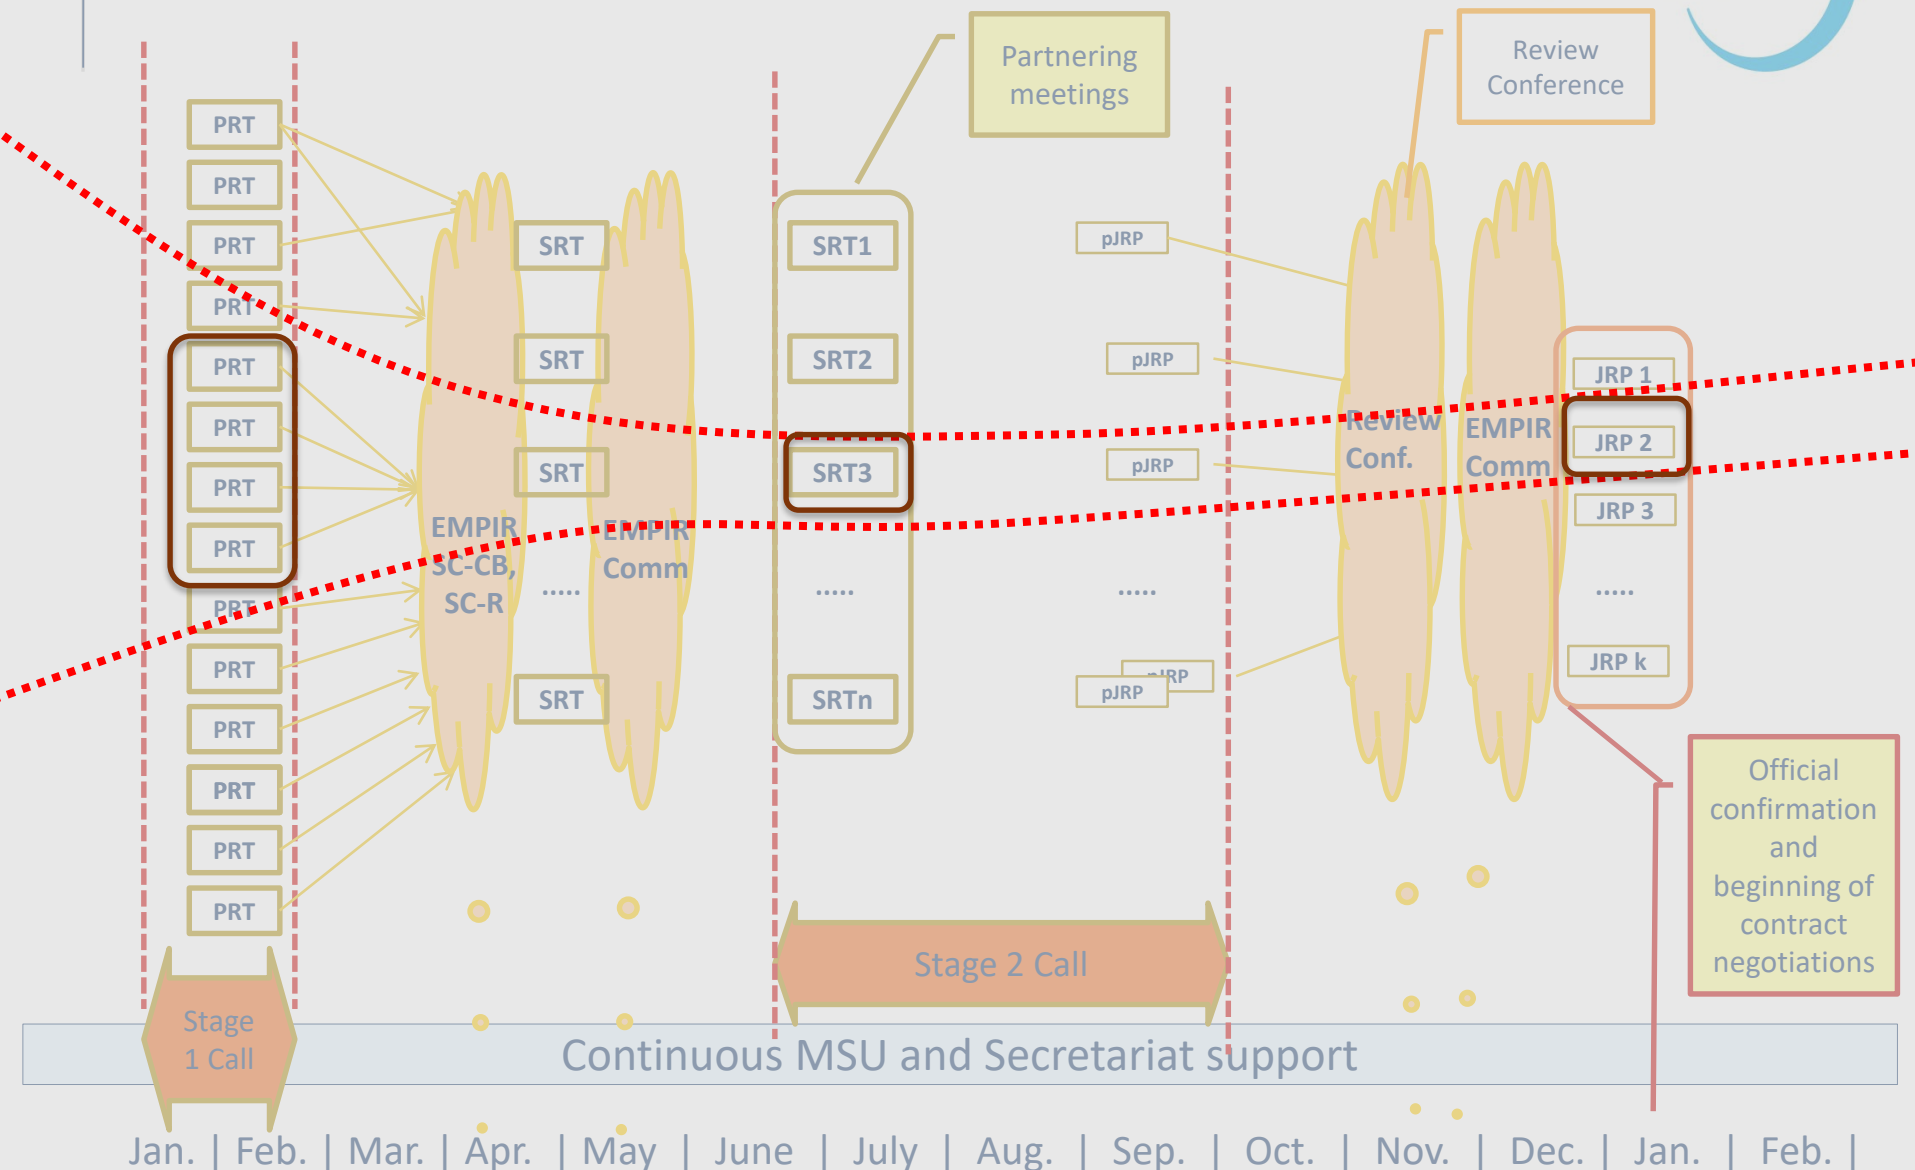 Partnering
meetings
Review
Conference
PRT
PRT
PRT
PRT
PRT
PRT
PRT
PRT
PRT
PRT
PRT
PRT
PRT
PRT
EMPIR
SC-CB,
SC-R
SRT
SRT
SRT
.....
SRT
EMPIR
Comm
SRT1
SRT2
SRT3
.....
SRTn
pJRP
pJRP
pJRP
.....
pJRP
pJRP
Review
Conf.
EMPIR
Comm
JRP 1
JRP 2
JRP 3
.....
JRP k
Official
confirmation
and
beginning of
contract
negotiations
Stage 2 Call
Stage
1 Call
Continuous MSU and Secretariat support
Jan. | Feb. | Mar. | Apr. | May | June | July | Aug. | Sep. | Oct. | Nov. | Dec. | Jan. | Feb. |